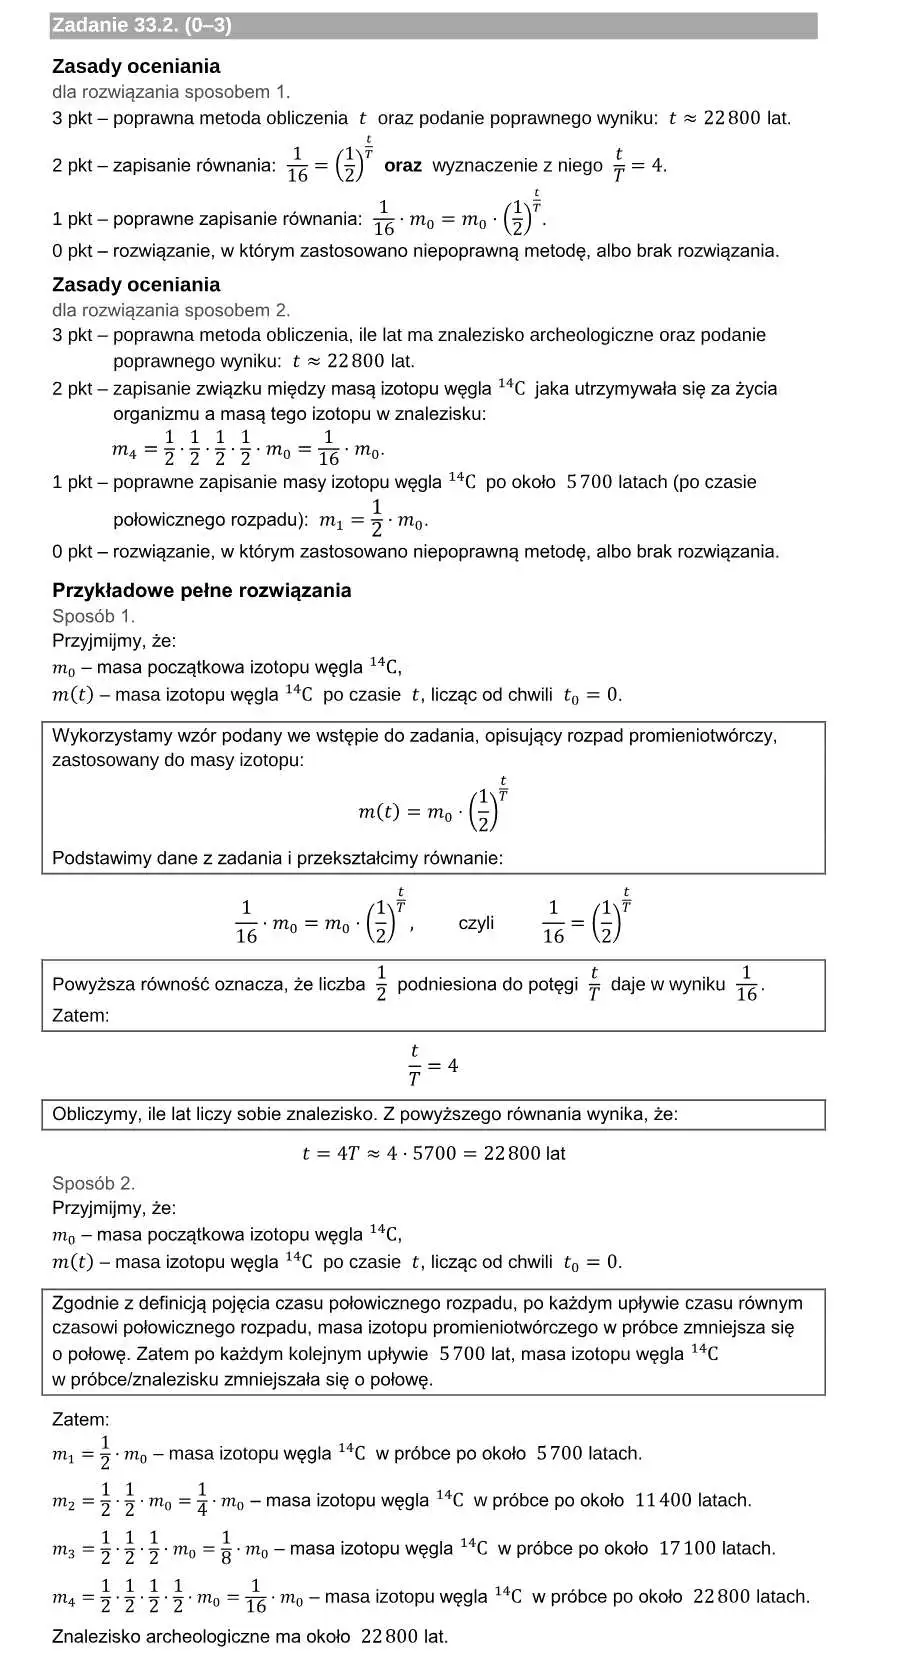 Zadanie 33.2. (0–3)
Zasady oceniania
dla rozwiązania sposobem 1.
3 pkt – poprawna metoda obliczenia t oraz podanie poprawnego wyniku: t ≈ 22 800 lat.
2 pkt – zapisanie równania: 1/16 = (1/2)^(t/T) oraz wyznaczenie z niego t/T = 4.
1 pkt – poprawne zapisanie równania: 1/16 · m₀ = m₀ · (1/2)^(t/T).
0 pkt – rozwiązanie, w którym zastosowano niepoprawną metodę, albo brak rozwiązania.
Zasady oceniania
dla rozwiązania sposobem 2.
3 pkt – poprawna metoda obliczenia, ile lat ma znalezisko archeologiczne oraz podanie
poprawnego wyniku: t ≈ 22 800 lat.
2 pkt – zapisanie związku między masą izotopu węgla ¹⁴C jaka utrzymywała się za życia
organizmu a masą tego izotopu w znalezisku:
m₄ = 1/2 · 1/2 · 1/2 · 1/2 · m₀ = 1/16 · m₀.
1 pkt – poprawne zapisanie masy izotopu węgla ¹⁴C po około 5 700 latach (po czasie
połowicznego rozpadu): m₁ = 1/2 · m₀.
0 pkt – rozwiązanie, w którym zastosowano niepoprawną metodę, albo brak rozwiązania.
Przykładowe pełne rozwiązania
Sposób 1.
Przyjmijmy, że:
m₀ – masa początkowa izotopu węgla ¹⁴C,
m(t) – masa izotopu węgla ¹⁴C po czasie t, licząc od chwili t₀ = 0.
Wykorzystamy wzór podany we wstępie do zadania, opisujący rozpad promieniotwórczy,
zastosowany do masy izotopu:
m(t) = m₀ · (1/2)^(t/T)
Podstawimy dane z zadania i przekształcimy równanie:
1/16 · m₀ = m₀ · (1/2)^(t/T), czyli 1/16 = (1/2)^(t/T)
Powyższa równość oznacza, że liczba 1/2 podniesiona do potęgi t/T daje w wyniku 1/16.
Zatem:
t/T = 4
Obliczymy, ile lat liczy sobie znalezisko. Z powyższego równania wynika, że:
t = 4T ≈ 4 · 5700 = 22 800 lat
Sposób 2.
Przyjmijmy, że:
m₀ – masa początkowa izotopu węgla ¹⁴C,
m(t) – masa izotopu węgla ¹⁴C po czasie t, licząc od chwili t₀ = 0.
Zgodnie z definicją pojęcia czasu połowicznego rozpadu, po każdym upływie czasu równym
czasowi połowicznego rozpadu, masa izotopu promieniotwórczego w próbce zmniejsza się
o połowę. Zatem po każdym kolejnym upływie 5 700 lat, masa izotopu węgla ¹⁴C
w próbce/znalezisku zmniejszała się o połowę.
Zatem:
m₁ = 1/2 · m₀ – masa izotopu węgla ¹⁴C w próbce po około 5 700 latach.
m₂ = 1/2 · 1/2 · m₀ = 1/4 · m₀ – masa izotopu węgla ¹⁴C w próbce po około 11 400 latach.
m₃ = 1/2 · 1/2 · 1/2 · m₀ = 1/8 · m₀ – masa izotopu węgla ¹⁴C w próbce po około 17 100 latach.
m₄ = 1/2 · 1/2 · 1/2 · 1/2 · m₀ = 1/16 · m₀ – masa izotopu węgla ¹⁴C w próbce po około 22 800 latach.
Znalezisko archeologiczne ma około 22 800 lat.